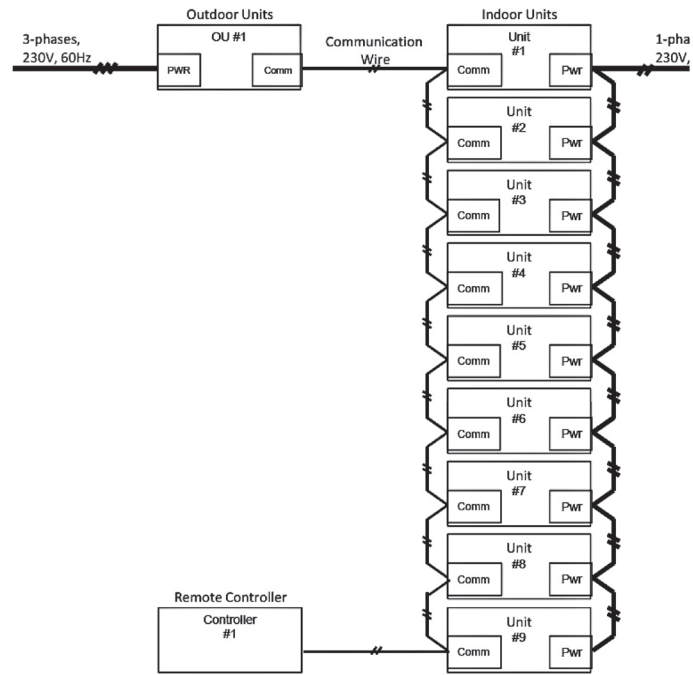 Outdoor Units
Indoor Units
3-phases,
230V, 60Hz
OU #1
PWR
Comm
Communication
Wire
Unit
#1
Comm
Pwr
1-pha
230V,
Unit
#2
Comm
Pwr
Unit
#3
Comm
Pwr
Unit
#4
Comm
Pwr
Unit
#5
Comm
Pwr
Unit
#6
Comm
Pwr
Unit
#7
Comm
Pwr
Unit
#8
Comm
Pwr
Remote Controller
Controller
#1
Unit
#9
Comm
Pwr